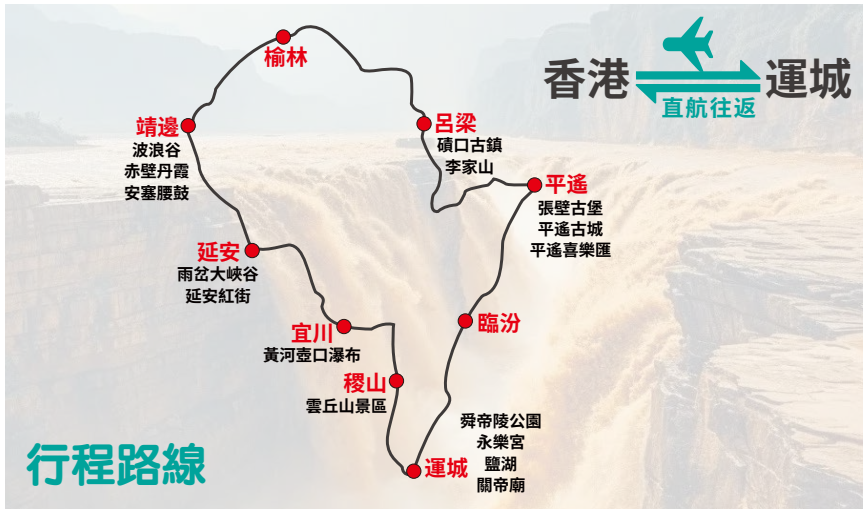 香港
運城
直航往返
榆林
靖邊
波浪谷
赤壁丹霞
安塞腰鼓
呂梁
磧口古鎮
李家山
平遙
張壁古堡
平遙古城
平遙喜樂匯
延安
雨岔大峽谷
延安紅街
宜川
黃河壺口瀑布
臨汾
稷山
雲丘山景區
運城
舜帝陵公園
永樂宮
鹽湖
關帝廟
行程路線